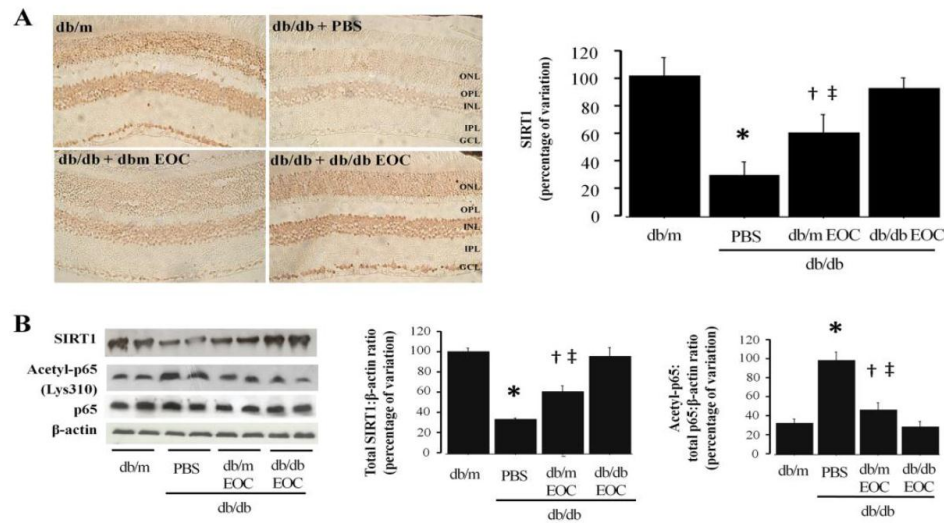 A
db/m
db/db + PBS
ONL
OPL
INL
IPL
GCL
db/db + dbm EOC
db/db + db/db EOC
ONL
OPL
INL
IPL
GCL
SIRT1
(percentage of variation)
120
100
80
60
40
20
0
*
† ‡
db/m
PBS
db/m EOC
db/db EOC
db/db
B
SIRT1
Acetyl-p65
(Lys310)
p65
β-actin
db/m
PBS
db/m
EOC
db/db
EOC
db/db
Total SIRT1:β-actin ratio
(percentage of variation)
120
100
80
60
40
20
0
*
† ‡
db/m
PBS
db/m
EOC
db/db
EOC
db/db
Acetyl-p65:
total p65:β-actin ratio
(percentage of variation)
120
100
80
60
40
20
0
*
† ‡
db/m
PBS
db/m
EOC
db/db
EOC
db/db